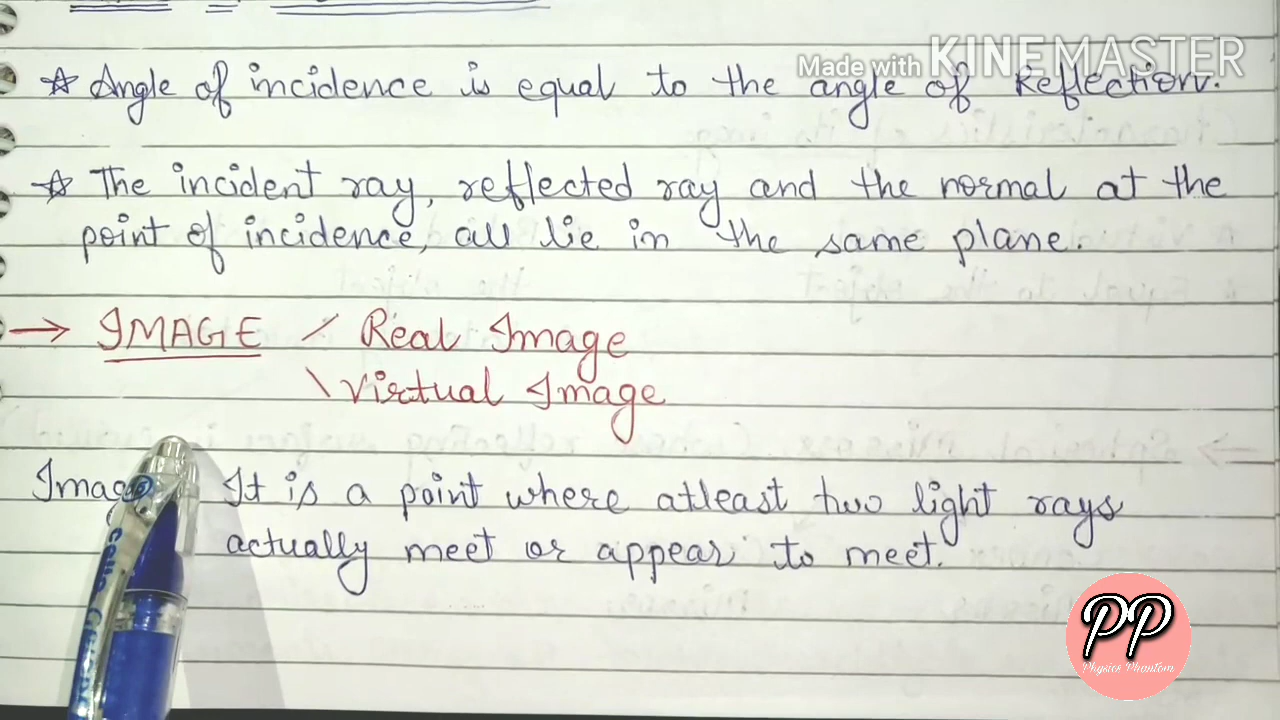 Made with KINEMASTER
☆ Angle of incidence is equal to the angle of Reflection.
☆ The incident ray, reflected ray and the normal at the
point of incidence, all lie in the same plane.
→ IMAGE / Real Image
\ Virtual Image
It is a point where atleast two light rays
actually meet or appear to meet.
PP
Physics Phantom